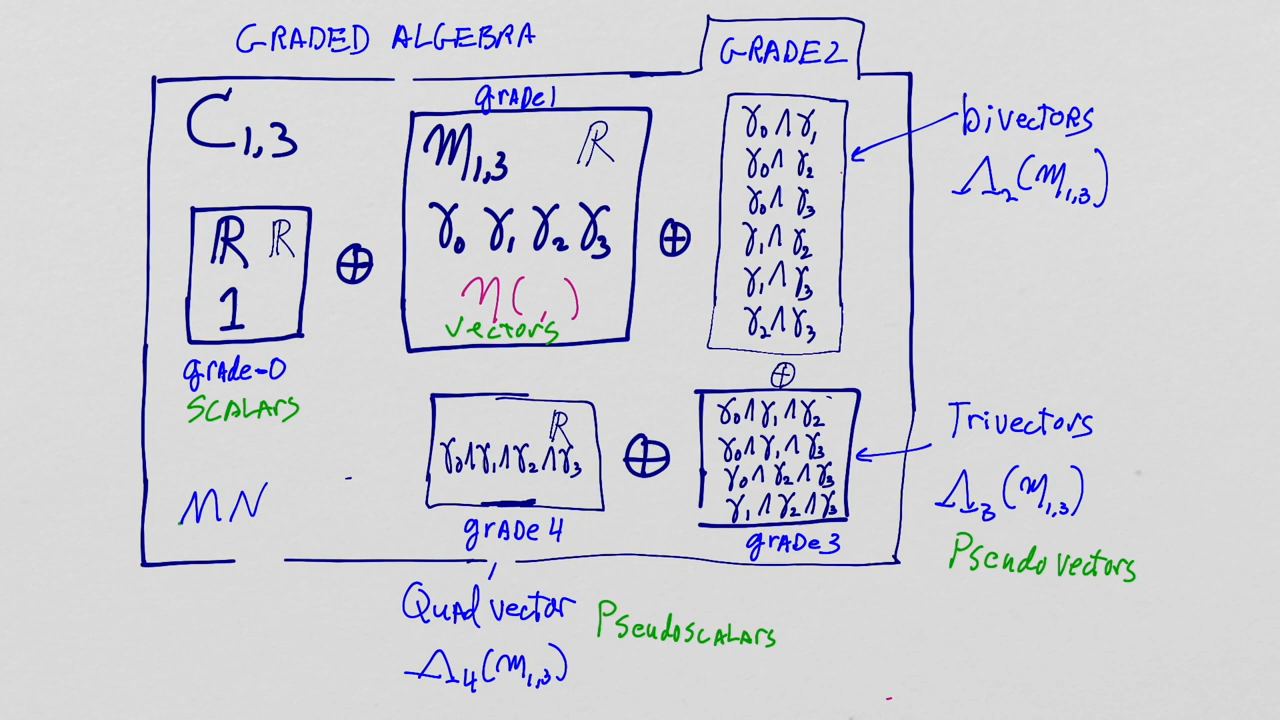 GRADED ALGEBRA
GRADE2
grADe1
C₁,₃
M₁,₃ ℝ
γ₀ γ₁ γ₂ γ₃
η( , )
vectors
ℝ ℝ
1
grADe-0
SCALARS
⊕
⊕
γ₀∧γ₁
γ₀∧γ₂
γ₀∧γ₃
γ₁∧γ₂
γ₁∧γ₃
γ₂∧γ₃
bivectors
Λ₂(M₁,₃)
⊕
γ₀∧γ₁∧γ₂
γ₀∧γ₁∧γ₃
γ₀∧γ₂∧γ₃
γ₁∧γ₂∧γ₃
grADe3
Trivectors
Λ₃(M₁,₃)
Pseudovectors
⊕
ℝ
γ₀∧γ₁∧γ₂∧γ₃
grADe 4
MN
Quadvector
Λ₄(M₁,₃)
PseudoscALArs